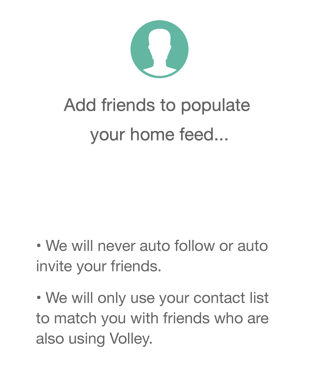 Add friends to populate
your home feed...
• We will never auto follow or auto
invite your friends.
• We will only use your contact list
to match you with friends who are
also using Volley.